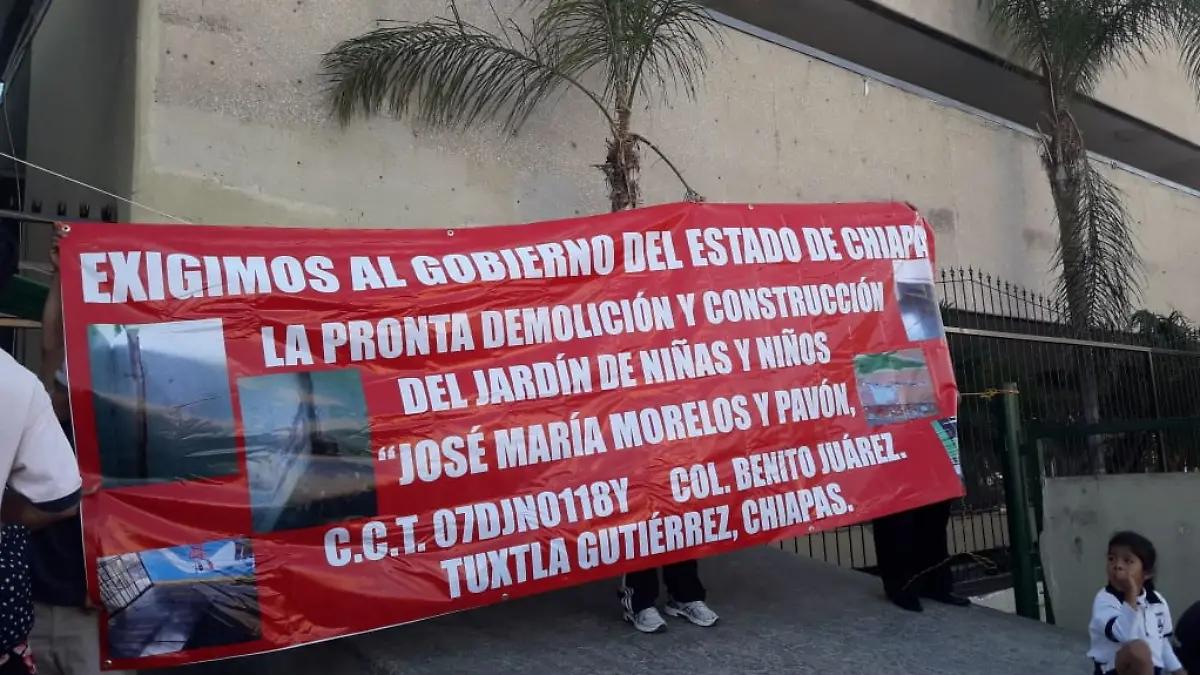 EXIGIMOS AL GOBIERNO DEL ESTADO DE CHIAPA
LA PRONTA DEMOLICIÓN Y CONSTRUCCIÓN
DEL JARDÍN DE NIÑAS Y NIÑOS
“JOSÉ MARÍA MORELOS Y PAVÓN,
C.C.T. 07DJN0118Y COL. BENITO JUÁREZ.
TUXTLA GUTIÉRREZ, CHIAPAS.